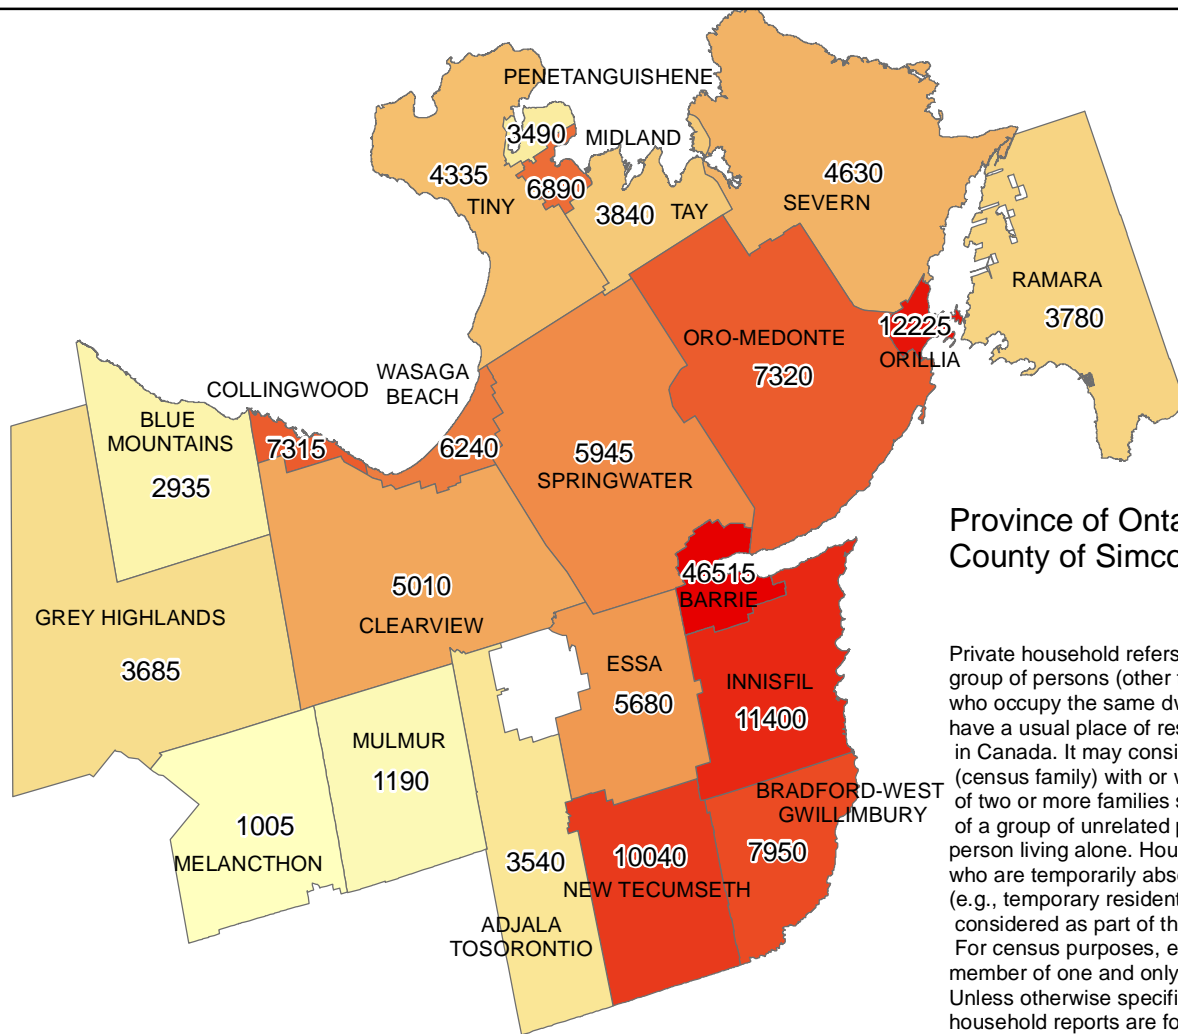 PENETANGUISHENE
3490
MIDLAND
4335
6890
TINY
3840
TAY
4630
SEVERN
RAMARA
3780
12225
ORILLIA
ORO-MEDONTE
7320
WASAGA
BEACH
COLLINGWOOD
BLUE
MOUNTAINS
2935
7315
6240
5945
SPRINGWATER
46515
BARRIE
5010
CLEARVIEW
GREY HIGHLANDS
3685
ESSA
5680
INNISFIL
11400
MULMUR
1190
1005
MELANCTHON
BRADFORD-WEST
GWILLIMBURY
7950
3540
10040
NEW TECUMSETH
ADJALA
TOSORONTIO
Province of Onta
County of Simco
Private household refers
group of persons (other
who occupy the same dw
have a usual place of res
in Canada. It may consi
(census family) with or w
of two or more families s
of a group of unrelated p
person living alone. Hou
who are temporarily abse
(e.g., temporary resident
considered as part of th
For census purposes, e
member of one and only
Unless otherwise specifi
household reports are fo